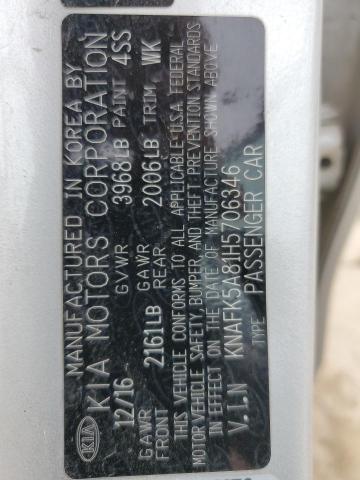 MANUFACTURED IN KOREA BY
KIA KIA MOTORS CORPORATION
12/16 GVWR 3968LB PAINT 4SS
GAWR FRONT 2161LB GAWR REAR 2006LB TRIM WK
THIS VEHICLE CONFORMS TO ALL APPLICABLE U.S.A. FEDERAL
MOTOR VEHICLE SAFETY, BUMPER, AND THEFT PREVENTION STANDARDS
IN EFFECT ON THE DATE OF MANUFACTURE SHOWN ABOVE
V.I.N KNAFK5A81H5706346
TYPE PASSENGER CAR